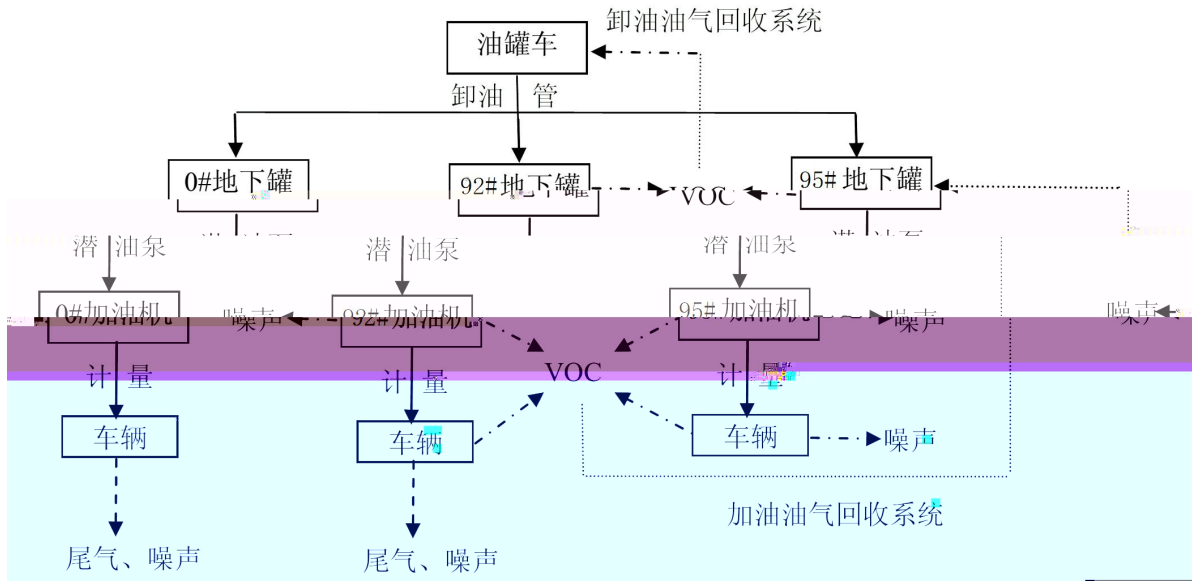 卸油油气回收系统
油罐车
卸油 管
0#地下罐
92#地下罐
VOC
95#地下罐
潜 油泵
潜 油泵
潜 油泵
0#加油机
噪声
92#加油机
95#加油机
噪声
噪声
计 量
计 量
VOC
计 量
车辆
车辆
车辆
噪声
加油油气回收系统
尾气、噪声
尾气、噪声